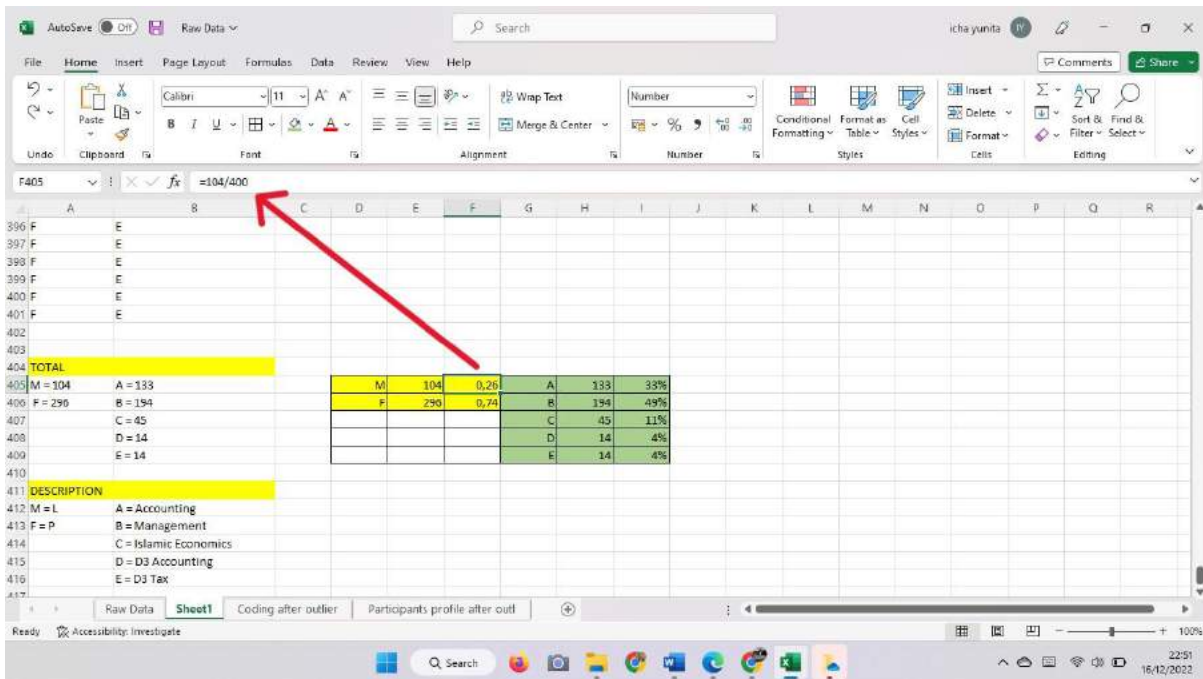 AutoSave Off Raw Data Search icha yunita IY
File Home Insert Page Layout Formulas Data Review View Help Comments Share
Calibri 11 A A Wrap Text Number Insert
Paste B I U A Merge & Center % Conditional Format as Cell Delete Sort & Find &
Formatting Table Styles Format Filter Select
Undo Clipboard Font Alignment Number Styles Cells Editing
F405 fx =104/400
A B C D E F G H I J K L M N O P Q R
396 F E
397 F E
398 F E
399 F E
400 F E
401 F E
402
403
404 TOTAL
405 M = 104 A = 133 M 104 0,26 A 133 33%
406 F = 296 B = 194 F 296 0,74 B 194 49%
407 C = 45 C 45 11%
408 D = 14 D 14 4%
409 E = 14 E 14 4%
410
411 DESCRIPTION
412 M = L A = Accounting
413 F = P B = Management
414 C = Islamic Economics
415 D = D3 Accounting
416 E = D3 Tax
417
Raw Data Sheet1 Coding after outlier Participants profile after outl
Ready Accessibility: Investigate 100%
Search 22:51
16/12/2022